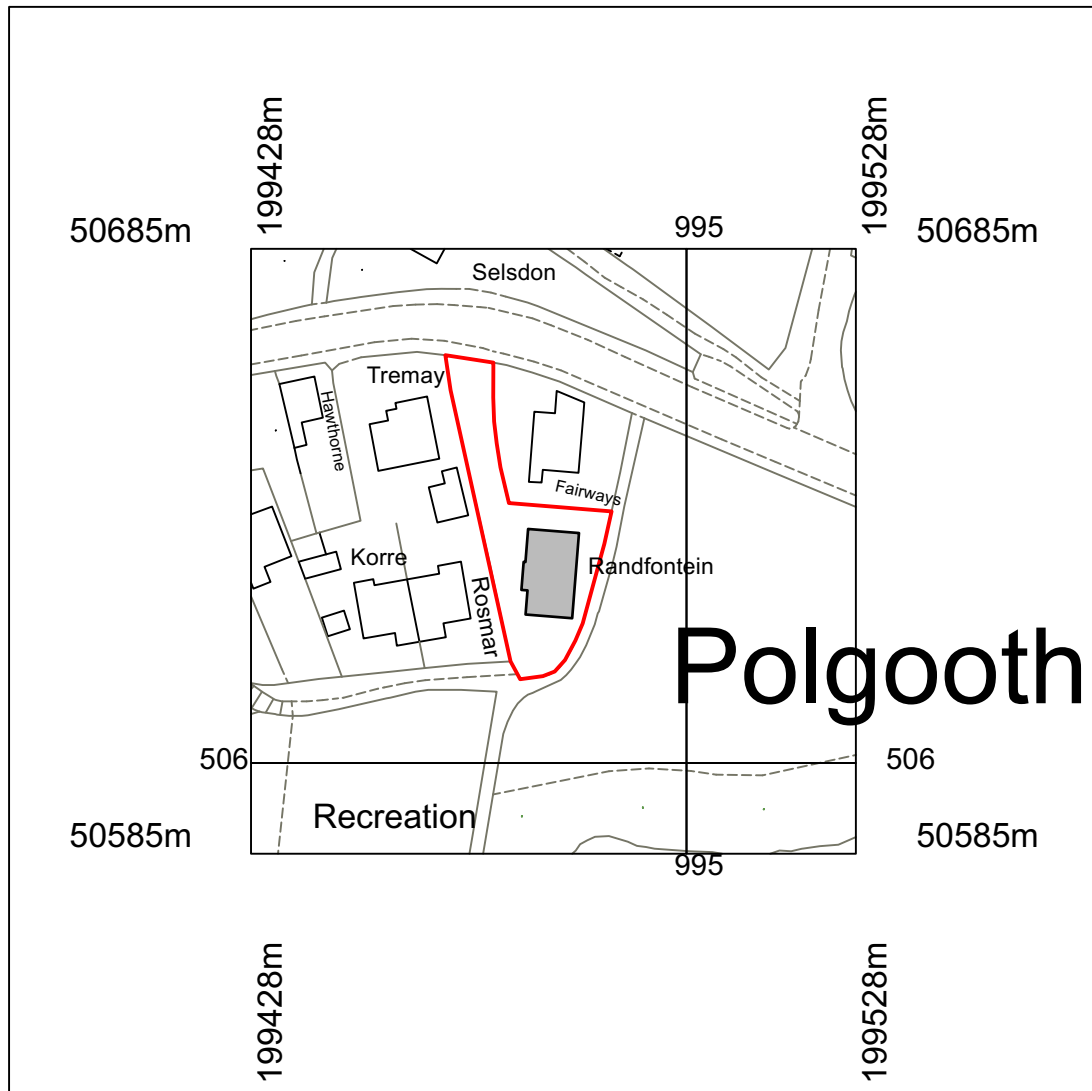 199428m
199528m
50685m
995
50685m
Selsdon
Tremay
Hawthorne
Fairways
Korre
Randfontein
Rosmar
Polgooth
506
506
Recreation
50585m
50585m
995
199428m
199528m